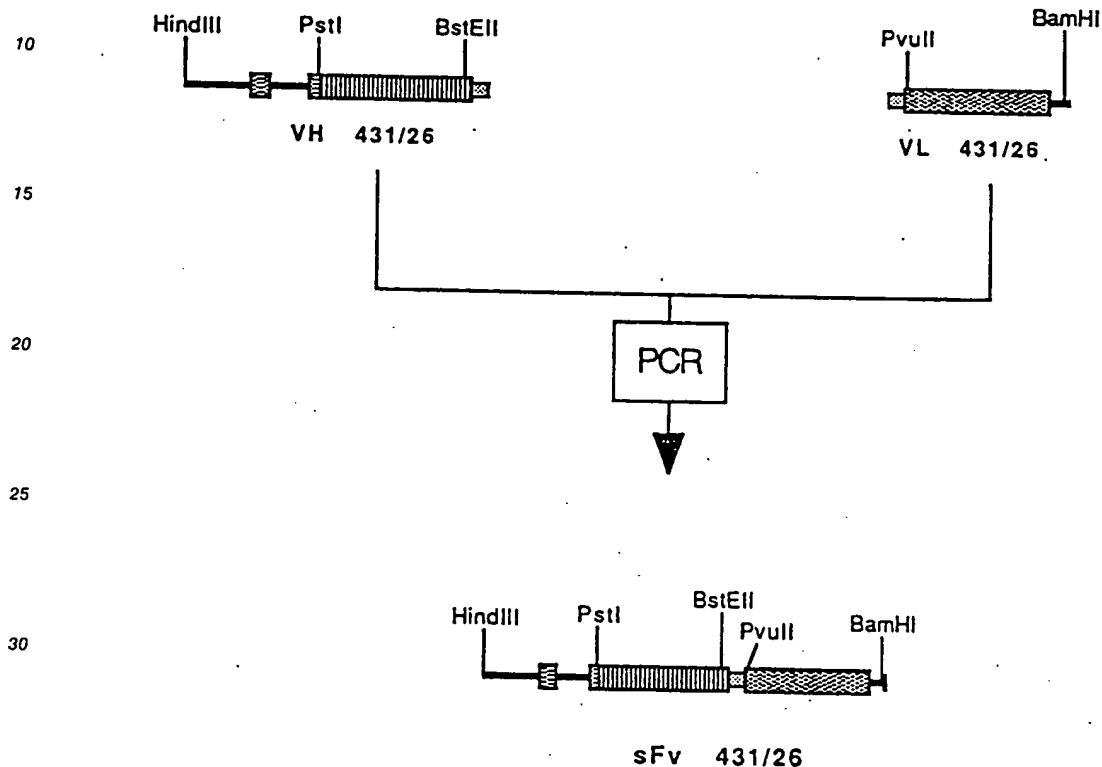 HindIII PstI BstEII PvuII BamHI
10
VH 431/26 VL 431/26
15
20
PCR
25
HindIII PstI BstEII PvuII BamHI
30
sFv 431/26